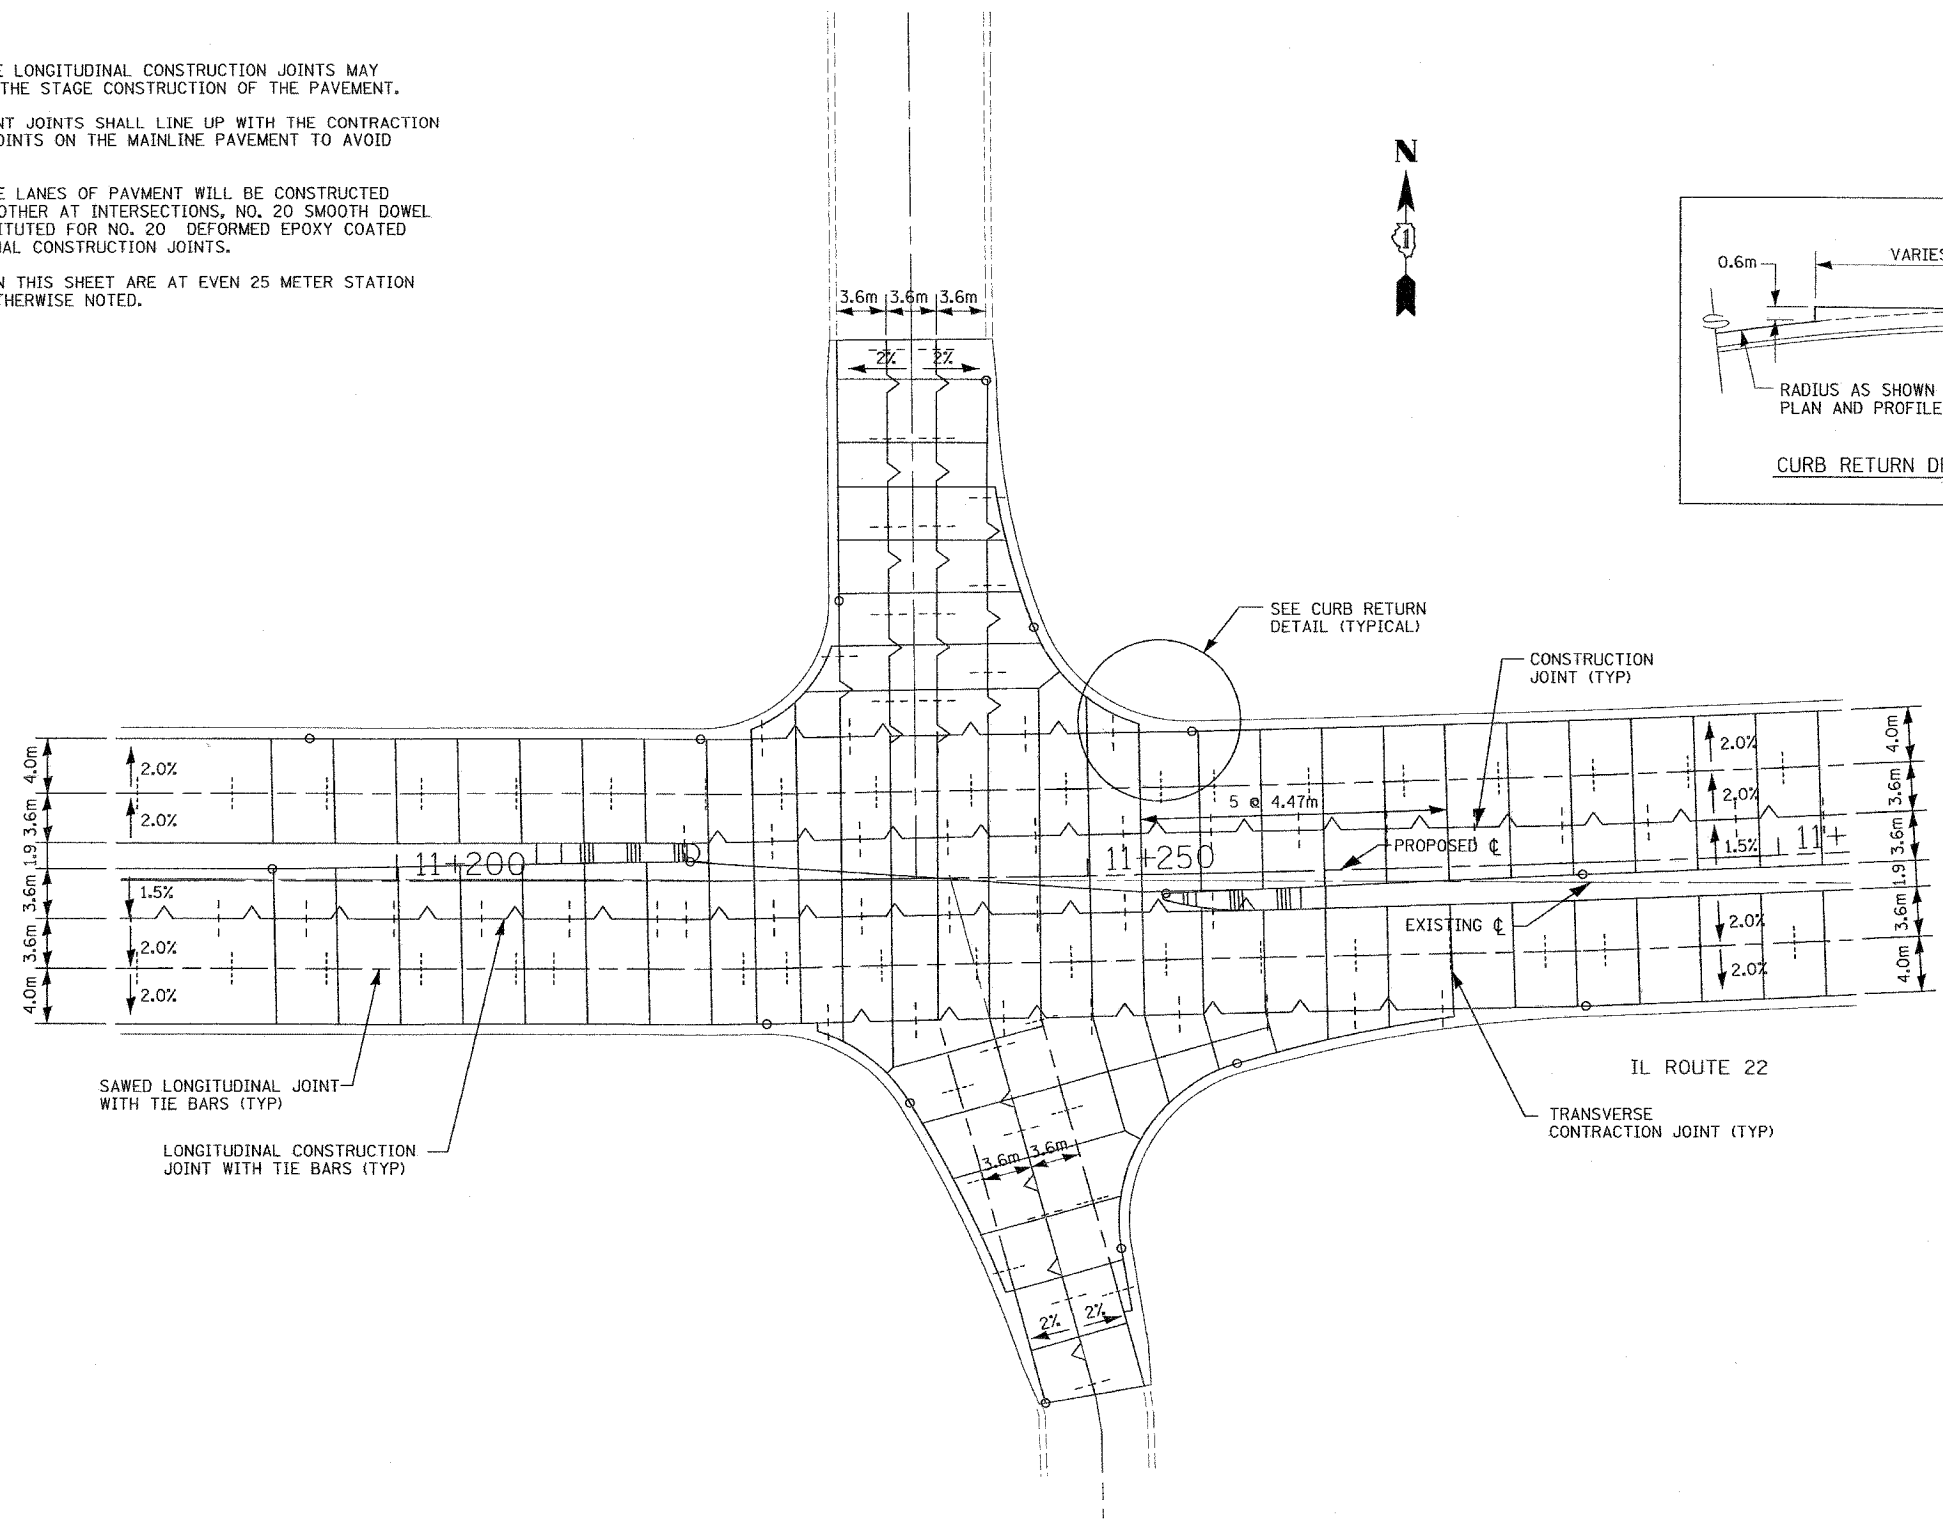 E LONGITUDINAL CONSTRUCTION JOINTS MAY
THE STAGE CONSTRUCTION OF THE PAVEMENT.
NT JOINTS SHALL LINE UP WITH THE CONTRACTION
OINTS ON THE MAINLINE PAVEMENT TO AVOID
E LANES OF PAVMENT WILL BE CONSTRUCTED
OTHER AT INTERSECTIONS, NO. 20 SMOOTH DOWEL
ITUTED FOR NO. 20 DEFORMED EPOXY COATED
NAL CONSTRUCTION JOINTS.
N THIS SHEET ARE AT EVEN 25 METER STATION
THERWISE NOTED.
N
1
VARIES
0.6m
RADIUS AS SHOWN
PLAN AND PROFILE
CURB RETURN DE
3.6m 3.6m 3.6m
2% 2%
SEE CURB RETURN
DETAIL (TYPICAL)
CONSTRUCTION
JOINT (TYP)
4.0m
3.6m
1.9
3.6m
3.6m
4.0m
2.0%
2.0%
1.5%
2.0%
2.0%
11+200
11+250
11+
5 @ 4.47m
PROPOSED ℄
EXISTING ℄
2.0%
2.0%
1.5%
2.0%
2.0%
4.0m
3.6m
3.6m
1.9
3.6m
4.0m
IL ROUTE 22
SAWED LONGITUDINAL JOINT
WITH TIE BARS (TYP)
LONGITUDINAL CONSTRUCTION
JOINT WITH TIE BARS (TYP)
TRANSVERSE
CONTRACTION JOINT (TYP)
3.6m 3.6m
2% 2%